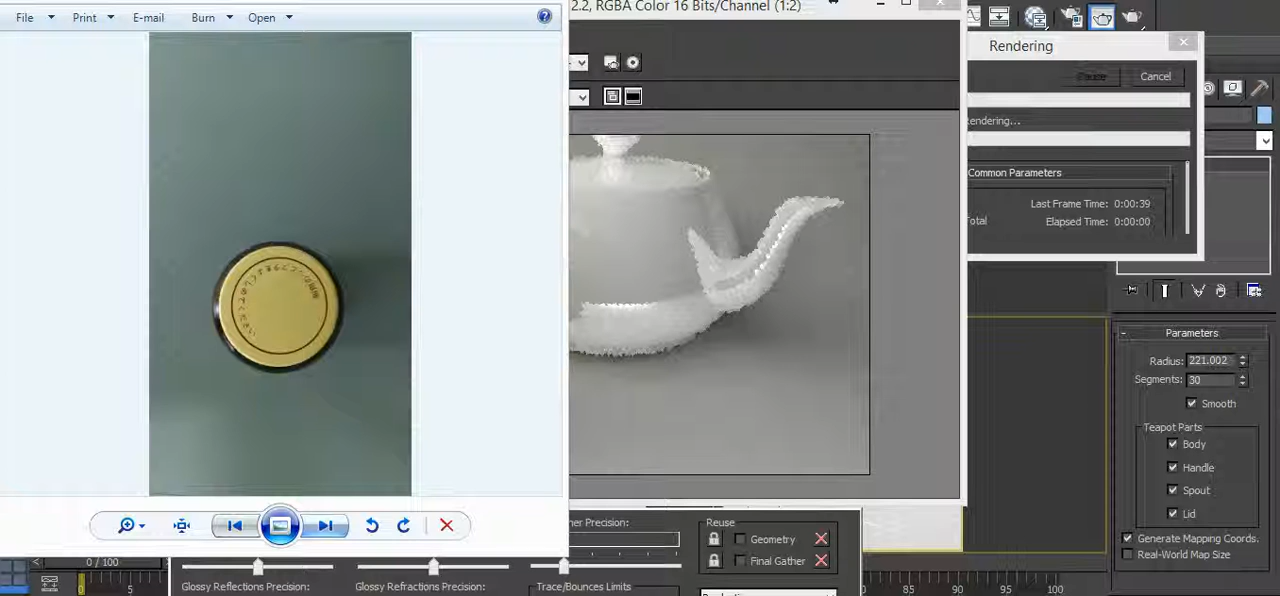 File Print E-mail Burn Open
2.2, RGBA Color 16 Bits/Channel (1:2)
Rendering
Cancel
Common Parameters
Last Frame Time: 0:00:39
Elapsed Time: 0:00:00
Parameters
Radius: 221.002
Segments: 30
Smooth
Teapot Parts
Body
Handle
Spout
Lid
Generate Mapping Coords.
Real-World Map Size
Precision:
Reuse
Geometry
Final Gather
0 / 100
Glossy Reflections Precision: Glossy Refractions Precision: Trace/Bounces Limits
0 5 85 90 95 100